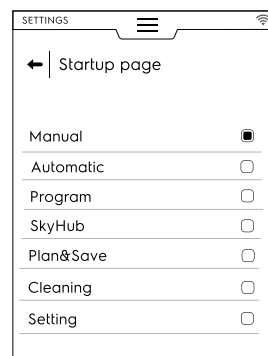 SETTINGS
Startup page
Manual
Automatic
Program
SkyHub
Plan&Save
Cleaning
Setting